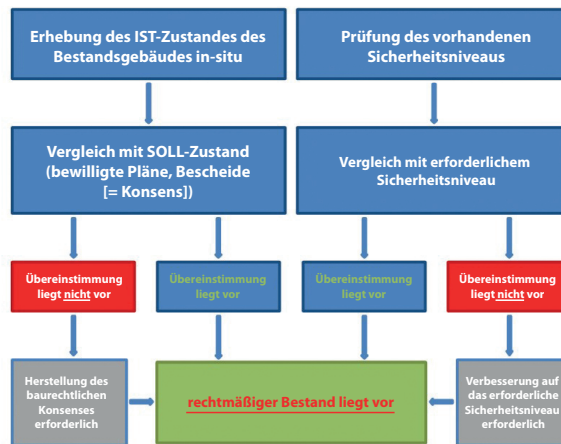 Erhebung des IST-Zustandes des
Bestandsgebäudes in-situ
Prüfung des vorhandenen
Sicherheitsniveaus
Vergleich mit SOLL-Zustand
(bewilligte Pläne, Bescheide
[= Konsens])
Vergleich mit erforderlichem
Sicherheitsniveau
Übereinstimmung
liegt nicht vor
Übereinstimmung
liegt vor
Übereinstimmung
liegt vor
Übereinstimmung
liegt nicht vor
Herstellung des
baurechtlichen
Konsenses
erforderlich
rechtmäßiger Bestand liegt vor
Verbesserung auf
das erforderliche
Sicherheitsniveau
erforderlich